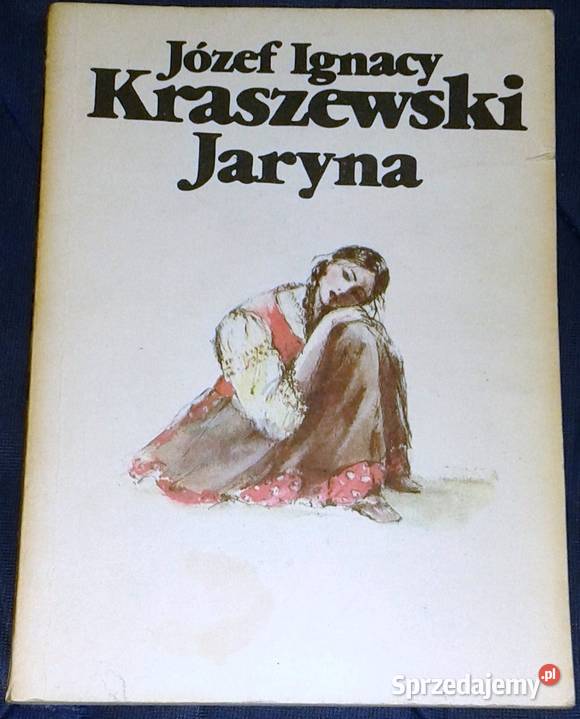 Józef Ignacy
Kraszewski
Jaryna
Sprzedajemy.pl